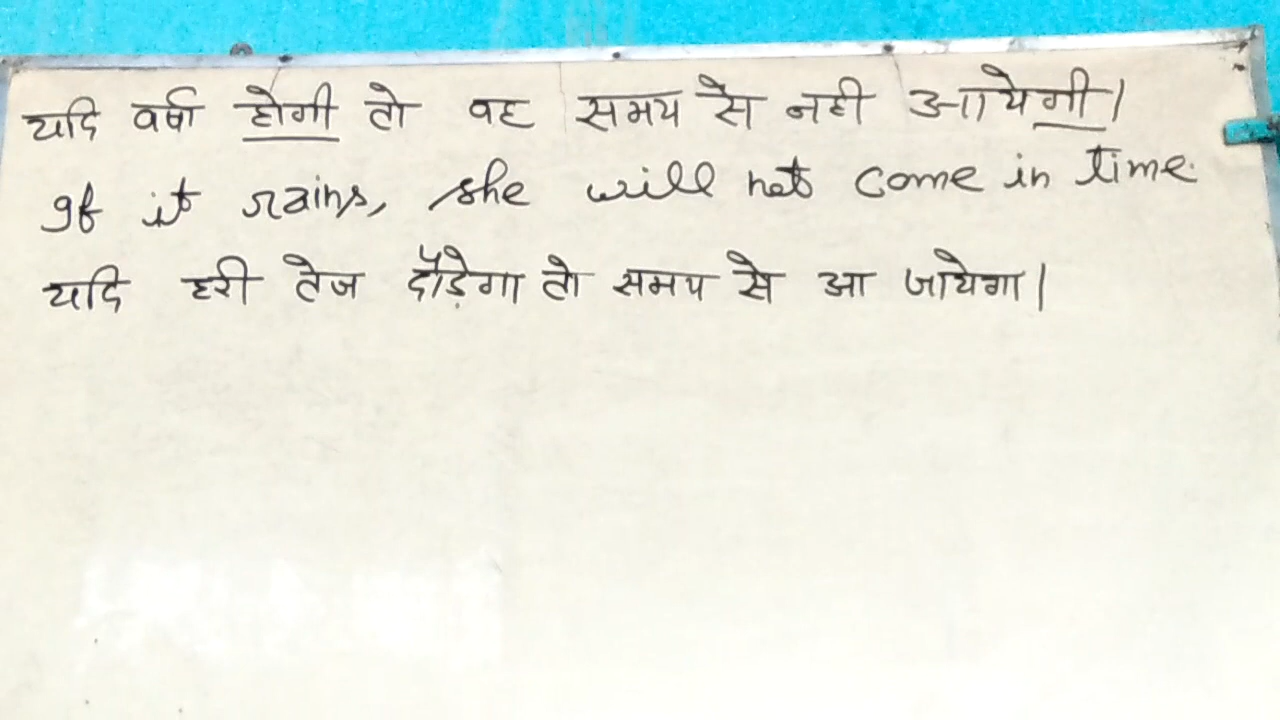 यदि वर्षा होगी तो वह समय से नही आयेगी।
If it rains, she will not come in time.
यदि हरी तेज दौड़ेगा तो समय से आ जायेगा।